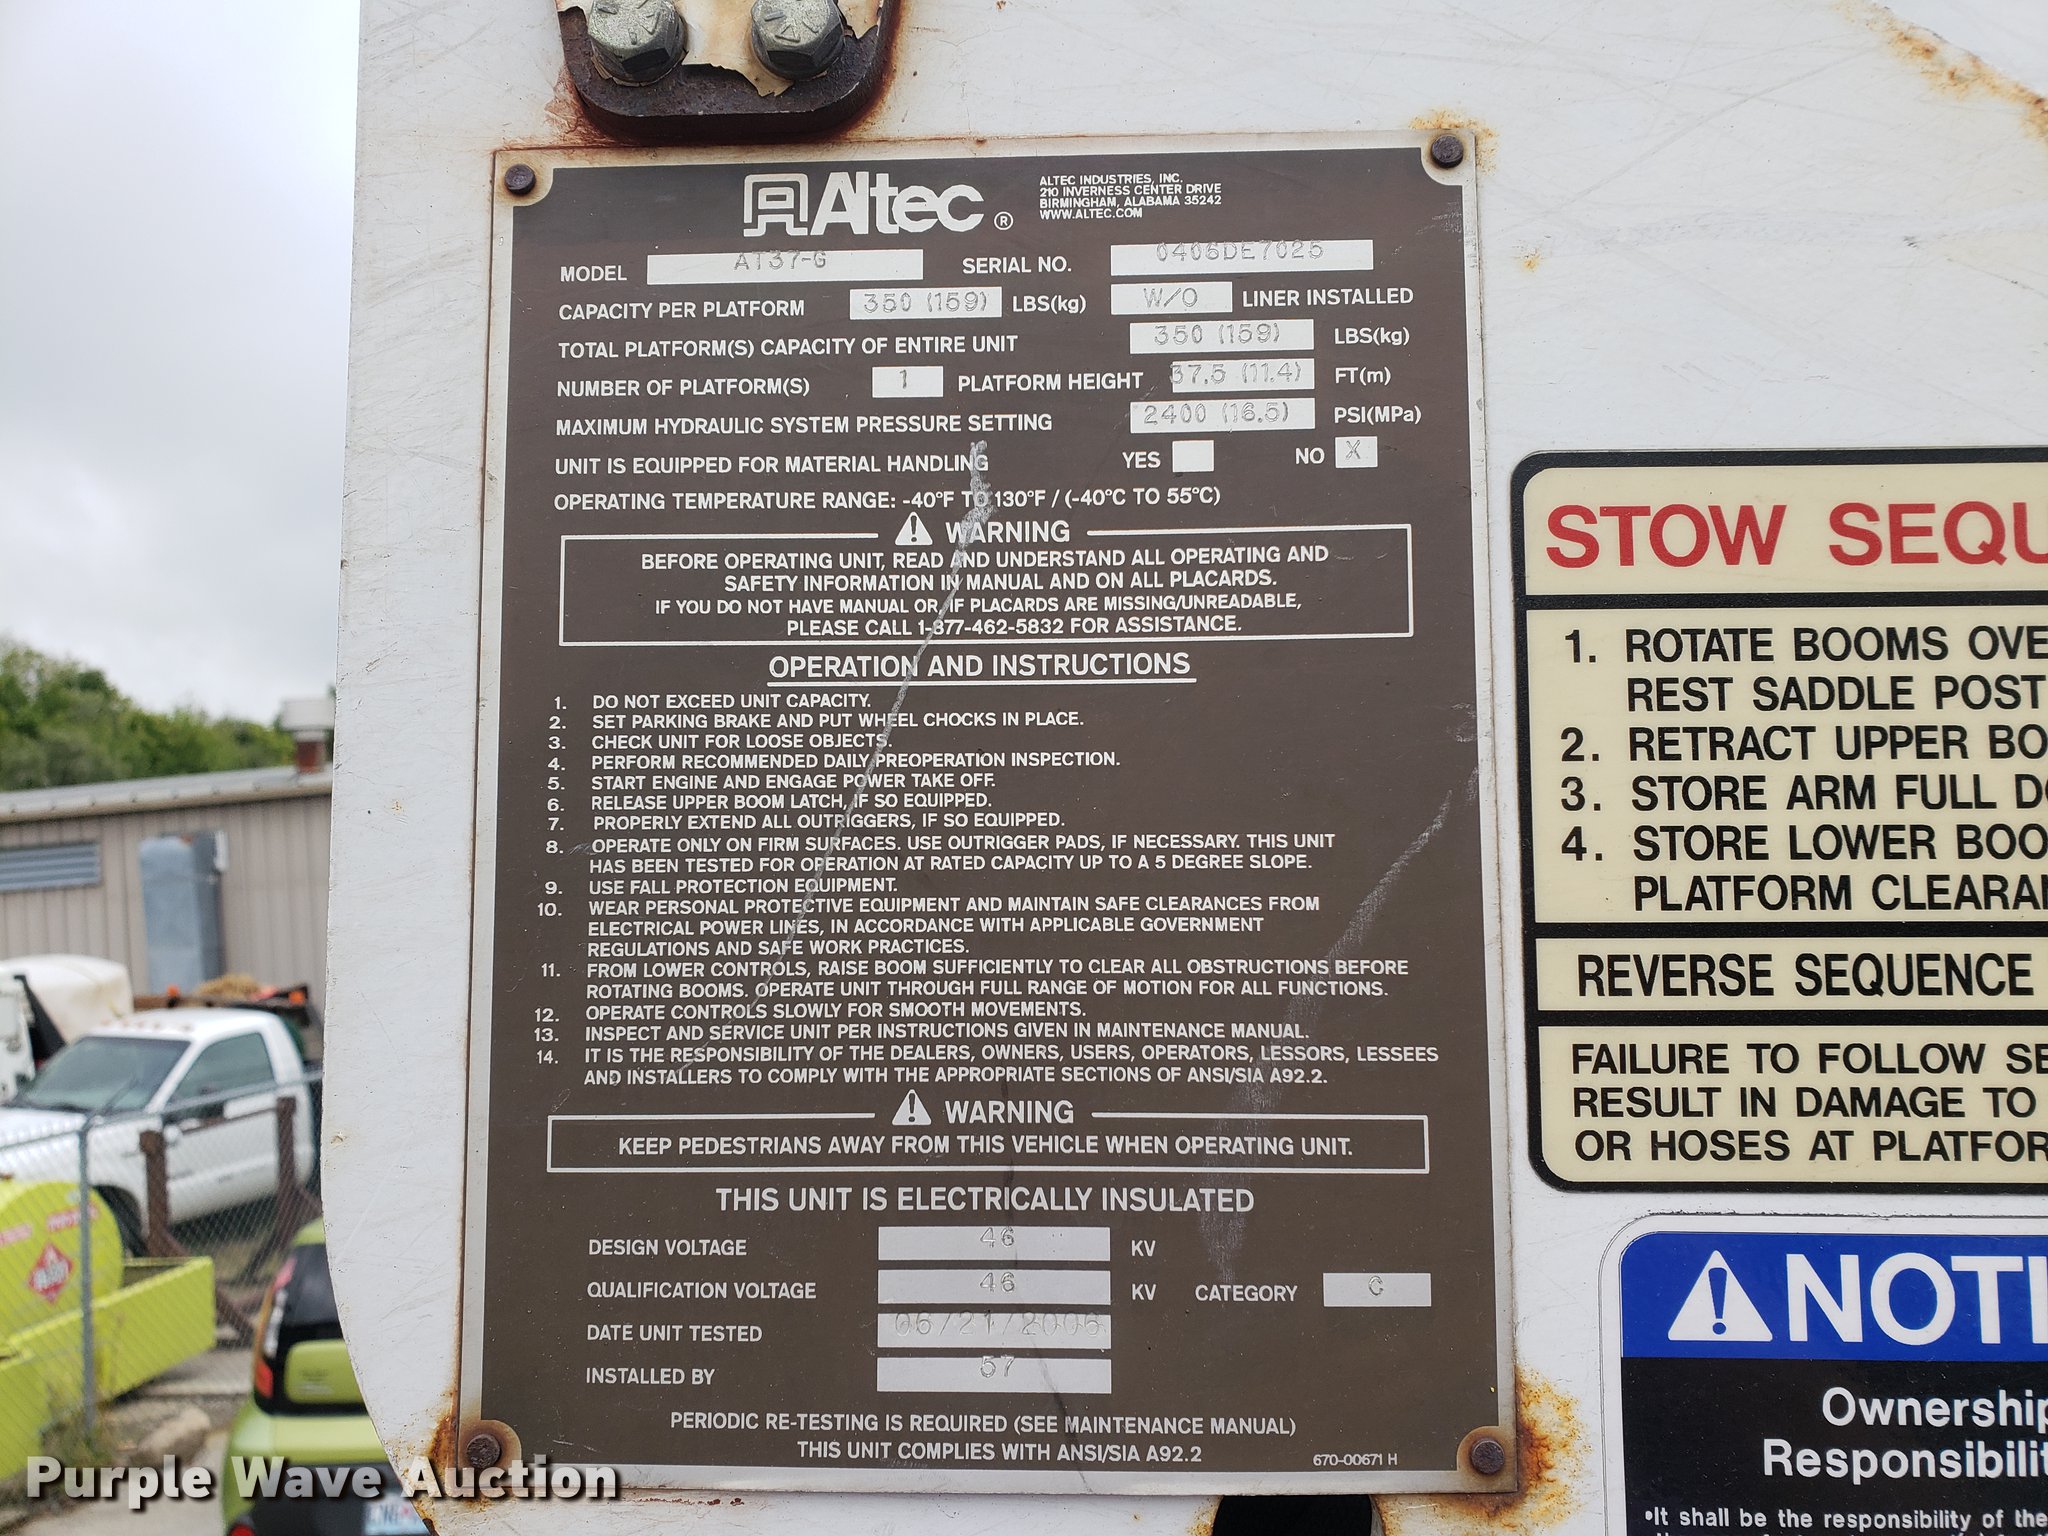 Altec ®
ALTEC INDUSTRIES, INC.
210 INVERNESS CENTER DRIVE
BIRMINGHAM, ALABAMA 35242
WWW.ALTEC.COM
MODEL AT37-G SERIAL NO. 0406DE7025
CAPACITY PER PLATFORM 350 (159) LBS(kg) W/O LINER INSTALLED
TOTAL PLATFORM(S) CAPACITY OF ENTIRE UNIT 350 (159) LBS(kg)
NUMBER OF PLATFORM(S) 1 PLATFORM HEIGHT 37.5 (11.4) FT(m)
MAXIMUM HYDRAULIC SYSTEM PRESSURE SETTING 2400 (16.5) PSI(MPa)
UNIT IS EQUIPPED FOR MATERIAL HANDLING YES NO X
OPERATING TEMPERATURE RANGE: -40°F TO 130°F / (-40°C TO 55°C)
WARNING
BEFORE OPERATING UNIT, READ AND UNDERSTAND ALL OPERATING AND
SAFETY INFORMATION IN MANUAL AND ON ALL PLACARDS.
IF YOU DO NOT HAVE MANUAL OR, IF PLACARDS ARE MISSING/UNREADABLE,
PLEASE CALL 1-877-462-5832 FOR ASSISTANCE.
OPERATION AND INSTRUCTIONS
1. DO NOT EXCEED UNIT CAPACITY.
2. SET PARKING BRAKE AND PUT WHEEL CHOCKS IN PLACE.
3. CHECK UNIT FOR LOOSE OBJECTS.
4. PERFORM RECOMMENDED DAILY PREOPERATION INSPECTION.
5. START ENGINE AND ENGAGE POWER TAKE OFF.
6. RELEASE UPPER BOOM LATCH, IF SO EQUIPPED.
7. PROPERLY EXTEND ALL OUTRIGGERS, IF SO EQUIPPED.
8. OPERATE ONLY ON FIRM SURFACES. USE OUTRIGGER PADS, IF NECESSARY. THIS UNIT
HAS BEEN TESTED FOR OPERATION AT RATED CAPACITY UP TO A 5 DEGREE SLOPE.
9. USE FALL PROTECTION EQUIPMENT.
10. WEAR PERSONAL PROTECTIVE EQUIPMENT AND MAINTAIN SAFE CLEARANCES FROM
ELECTRICAL POWER LINES, IN ACCORDANCE WITH APPLICABLE GOVERNMENT
REGULATIONS AND SAFE WORK PRACTICES.
11. FROM LOWER CONTROLS, RAISE BOOM SUFFICIENTLY TO CLEAR ALL OBSTRUCTIONS BEFORE
ROTATING BOOMS. OPERATE UNIT THROUGH FULL RANGE OF MOTION FOR ALL FUNCTIONS.
12. OPERATE CONTROLS SLOWLY FOR SMOOTH MOVEMENTS.
13. INSPECT AND SERVICE UNIT PER INSTRUCTIONS GIVEN IN MAINTENANCE MANUAL.
14. IT IS THE RESPONSIBILITY OF THE DEALERS, OWNERS, USERS, OPERATORS, LESSORS, LESSEES
AND INSTALLERS TO COMPLY WITH THE APPROPRIATE SECTIONS OF ANSI/SIA A92.2.
WARNING
KEEP PEDESTRIANS AWAY FROM THIS VEHICLE WHEN OPERATING UNIT.
THIS UNIT IS ELECTRICALLY INSULATED
DESIGN VOLTAGE 46 KV
QUALIFICATION VOLTAGE 46 KV CATEGORY C
DATE UNIT TESTED 06/21/2006
INSTALLED BY 57
PERIODIC RE-TESTING IS REQUIRED (SEE MAINTENANCE MANUAL)
THIS UNIT COMPLIES WITH ANSI/SIA A92.2
670-00671 H
STOW SEQU
1. ROTATE BOOMS OVE
REST SADDLE POST
2. RETRACT UPPER BO
3. STORE ARM FULL DO
4. STORE LOWER BOO
PLATFORM CLEARAN
REVERSE SEQUENCE
FAILURE TO FOLLOW SE
RESULT IN DAMAGE TO
OR HOSES AT PLATFOR
NOTI
Ownership
Responsibilit
•It shall be the responsibility of the
Purple Wave Auction